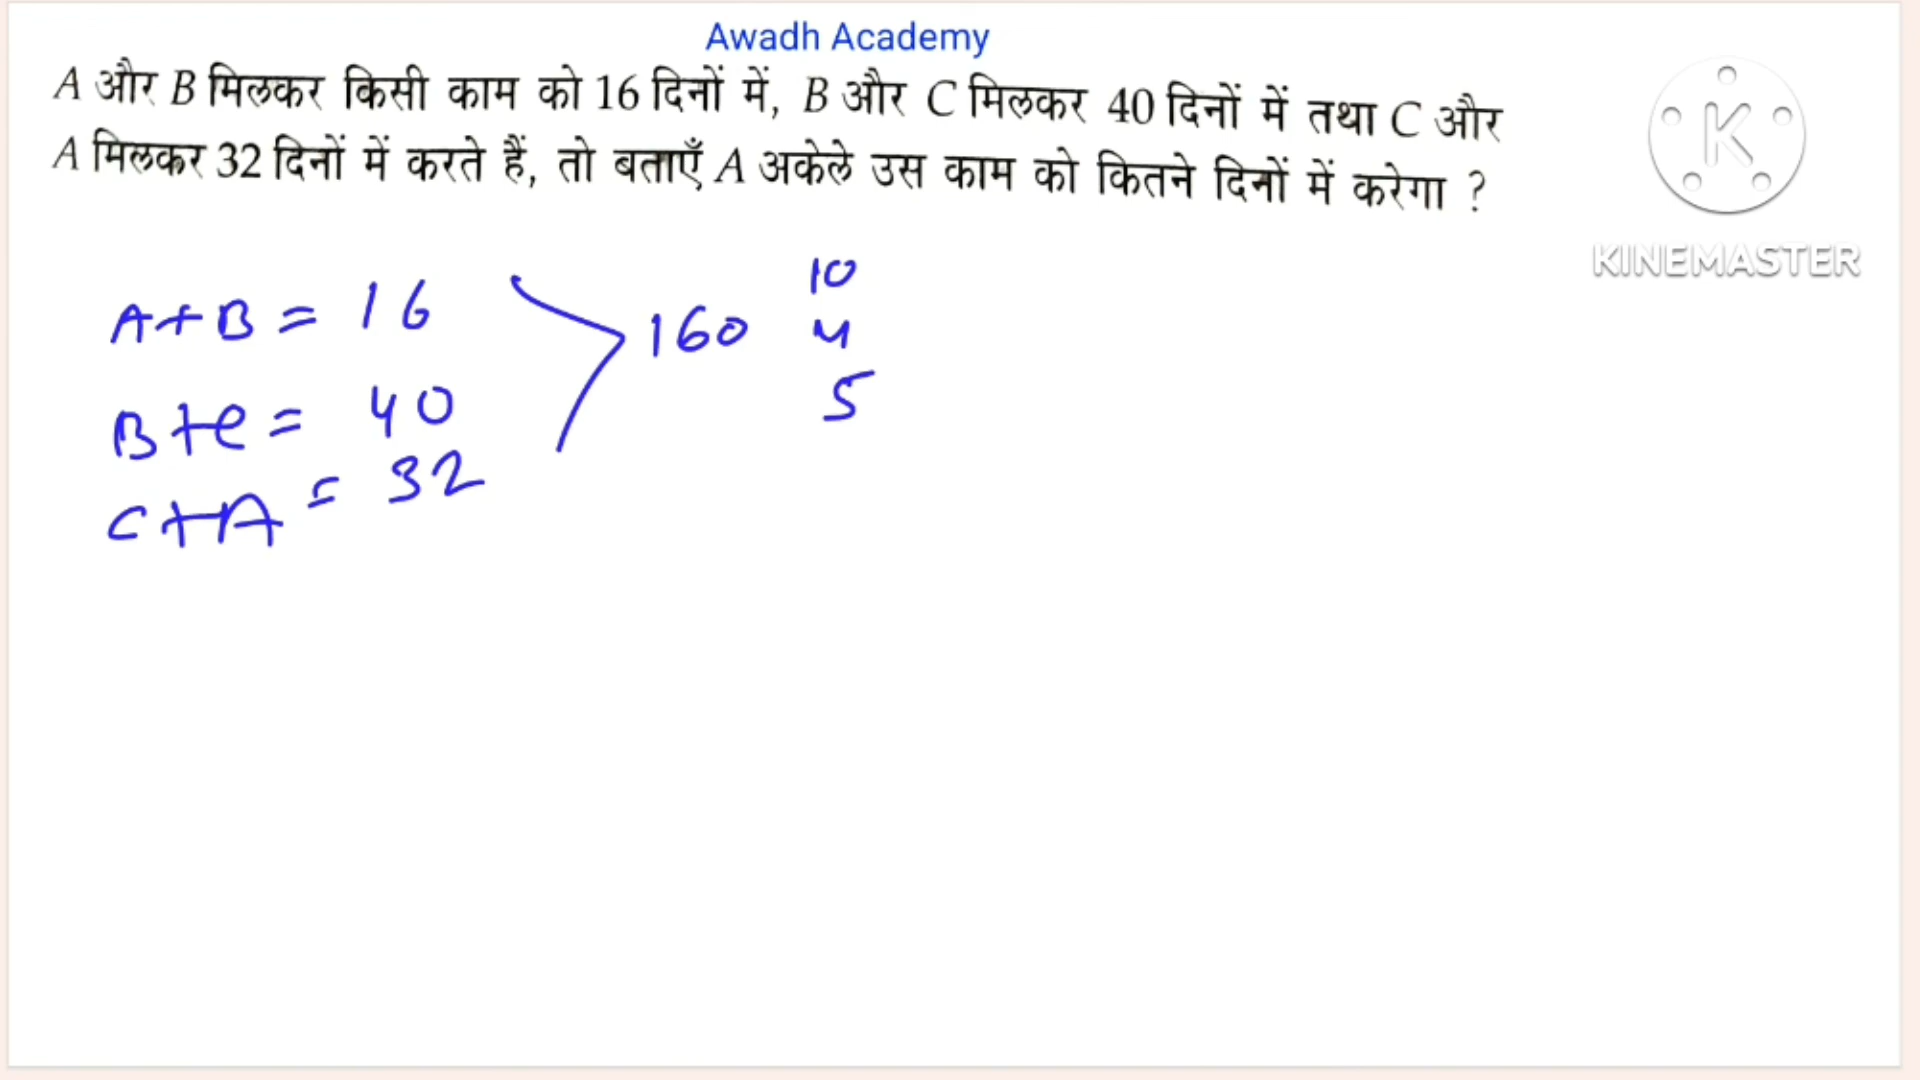 Awadh Academy
A और B मिलकर किसी काम को 16 दिनों में, B और C मिलकर 40 दिनों में तथा C और
A मिलकर 32 दिनों में करते हैं, तो बताएँ A अकेले उस काम को कितने दिनों में करेगा ?
K
KINEMASTER
A+B = 16
B+C = 40
C+A = 32
160
10
4
5